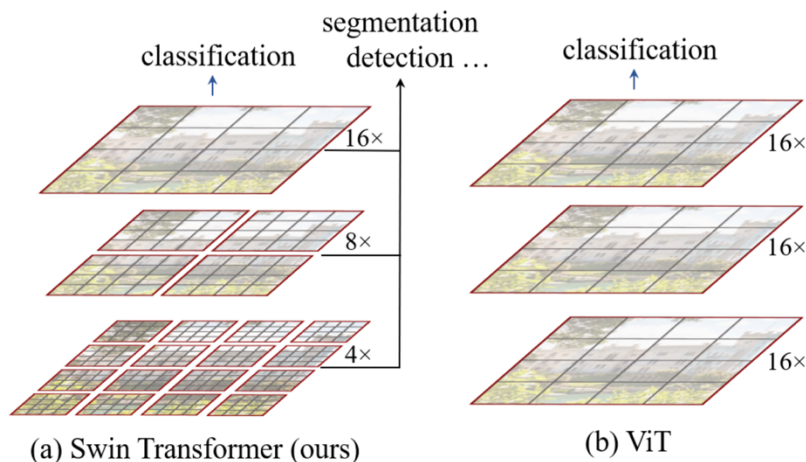 segmentation
classification
detection …
16×
8×
4×
(a) Swin Transformer (ours)
classification
16×
16×
16×
(b) ViT